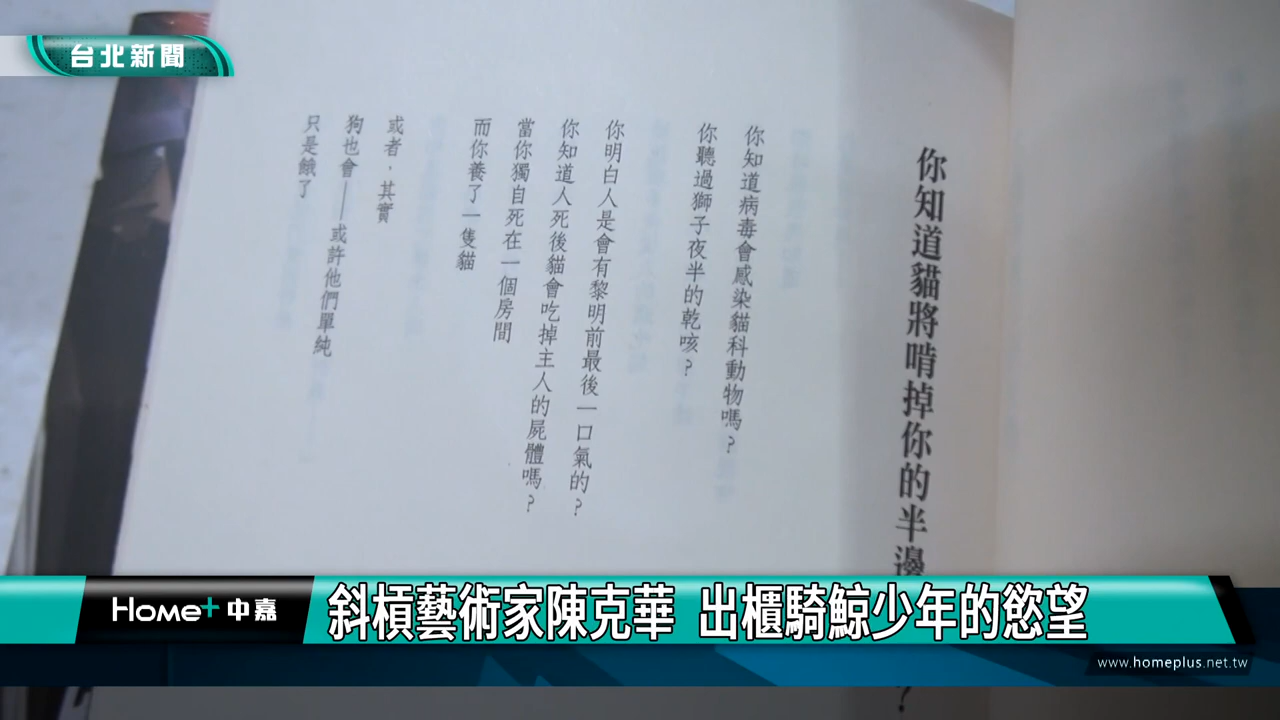 台北新聞
你知道貓將啃掉你的半邊
?
你知道病毒會感染貓科動物嗎?
你聽過獅子夜半的乾咳?
你明白人是會有黎明前最後一口氣的?
你知道人死後貓會吃掉主人的屍體嗎?
當你獨自死在一個房間
而你養了一隻貓
或者,其實
狗也會——或許他們單純
只是餓了
Home+中嘉
斜槓藝術家陳克華 出櫃騎鯨少年的慾望
www.homeplus.net.tw